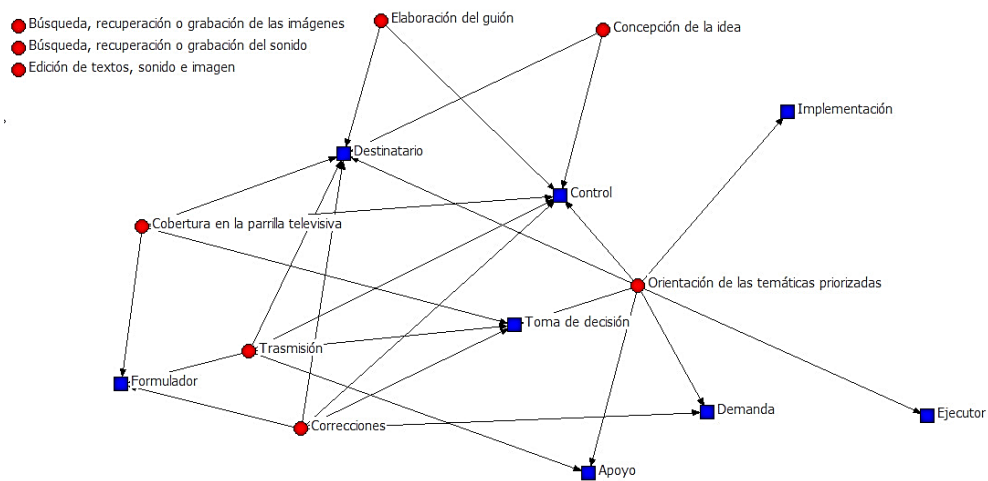 Búsqueda, recuperación o grabación de las imágenes
Búsqueda, recuperación o grabación del sonido
Edición de textos, sonido e imagen
Elaboración del guión
Concepción de la idea
Implementación
Destinatario
Control
Cobertura en la parrilla televisiva
Orientación de las temáticas priorizadas
Toma de decisión
Trasmisión
Formulador
Demanda
Ejecutor
Correcciones
Apoyo